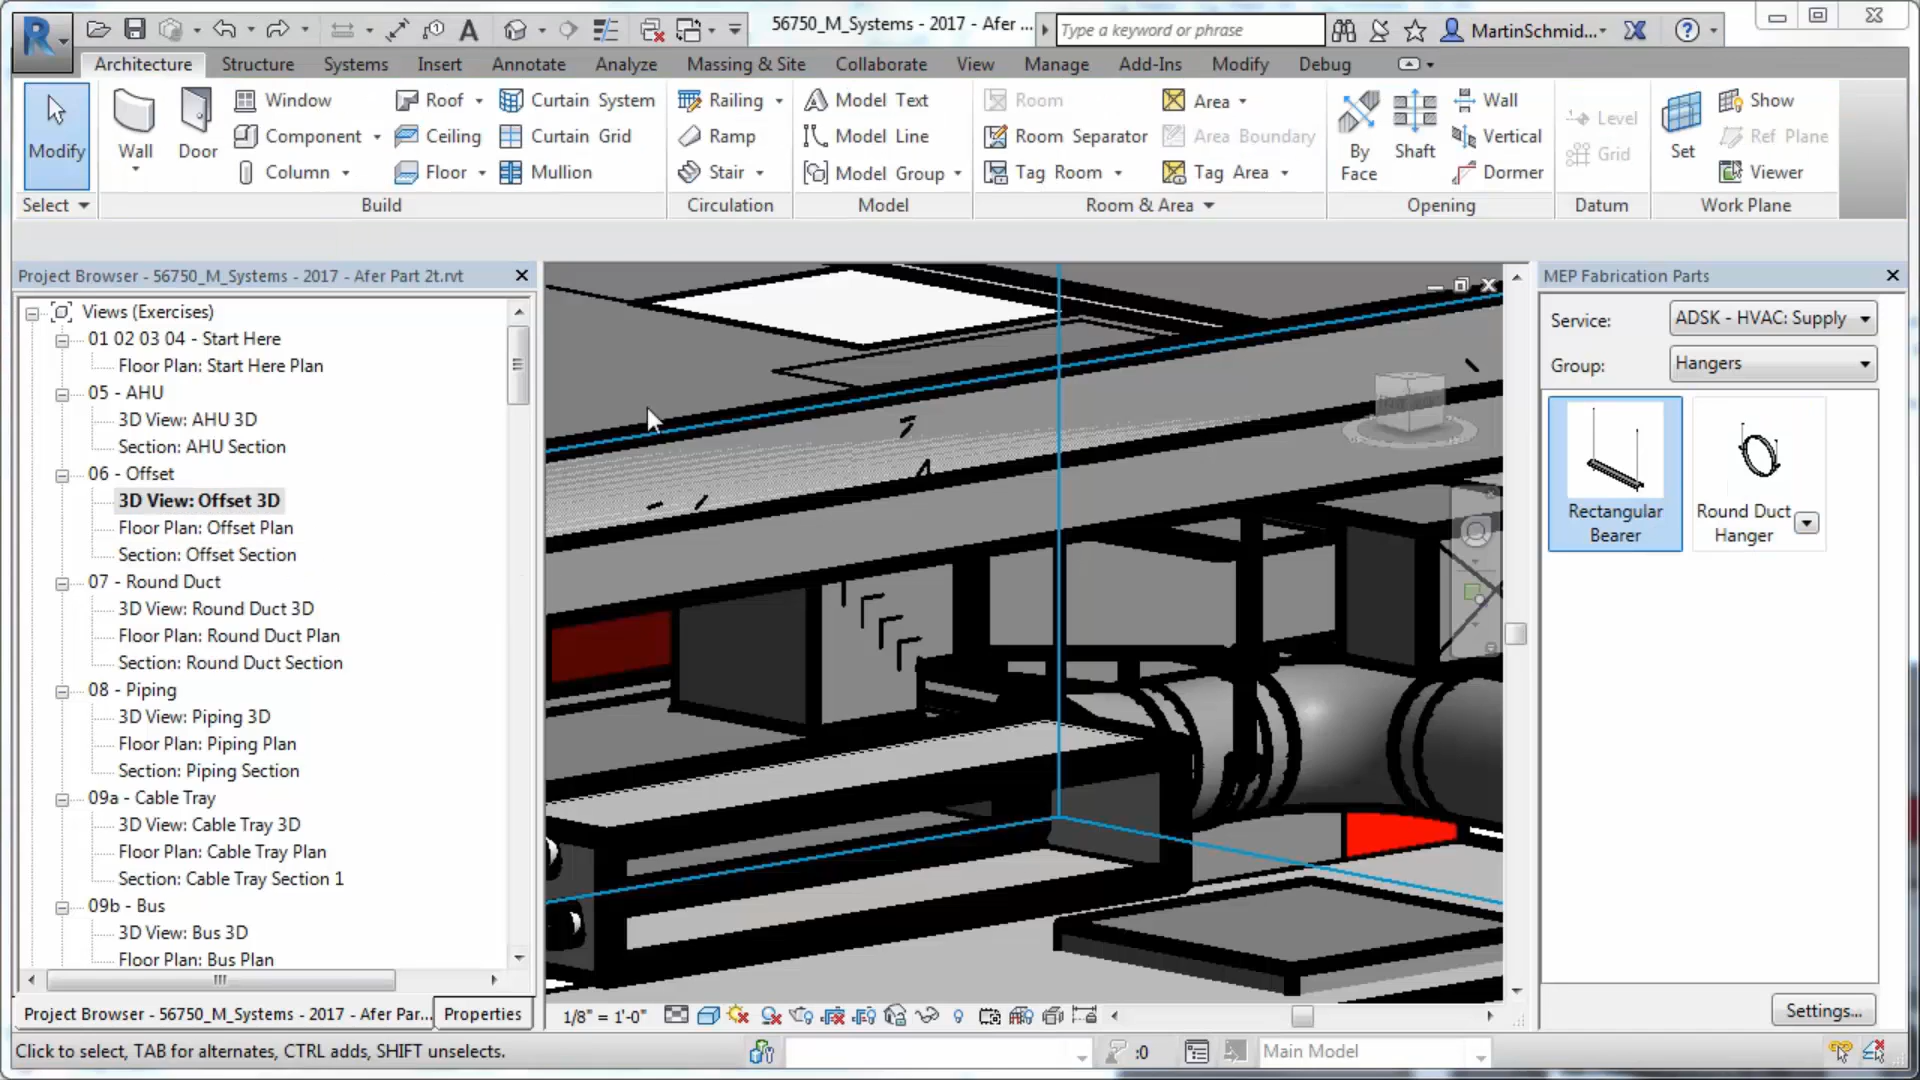 56750_M_Systems - 2017 - Afer ...
Type a keyword or phrase
MartinSchmid...
Architecture Structure Systems Insert Annotate Analyze Massing & Site Collaborate View Manage Add-Ins Modify Debug
Modify
Wall
Door
Window
Component
Column
Roof
Ceiling
Floor
Curtain System
Curtain Grid
Mullion
Railing
Ramp
Stair
Model Text
Model Line
Model Group
Room
Room Separator
Tag Room
Area
Area Boundary
Tag Area
By Face
Shaft
Wall
Vertical
Dormer
Level
Grid
Set
Show
Ref Plane
Viewer
Select Build Circulation Model Room & Area Opening Datum Work Plane
Project Browser - 56750_M_Systems - 2017 - Afer Part 2t.rvt
Views (Exercises)
01 02 03 04 - Start Here
Floor Plan: Start Here Plan
05 - AHU
3D View: AHU 3D
Section: AHU Section
06 - Offset
3D View: Offset 3D
Floor Plan: Offset Plan
Section: Offset Section
07 - Round Duct
3D View: Round Duct 3D
Floor Plan: Round Duct Plan
Section: Round Duct Section
08 - Piping
3D View: Piping 3D
Floor Plan: Piping Plan
Section: Piping Section
09a - Cable Tray
3D View: Cable Tray 3D
Floor Plan: Cable Tray Plan
Section: Cable Tray Section 1
09b - Bus
3D View: Bus 3D
Floor Plan: Bus Plan
Project Browser - 56750_M_Systems - 2017 - Afer Par...
Properties
MEP Fabrication Parts
Service: ADSK - HVAC: Supply
Group: Hangers
Rectangular
Bearer
Round Duct
Hanger
Settings...
1/8" = 1'-0"
Click to select, TAB for alternates, CTRL adds, SHIFT unselects.
:0
Main Model